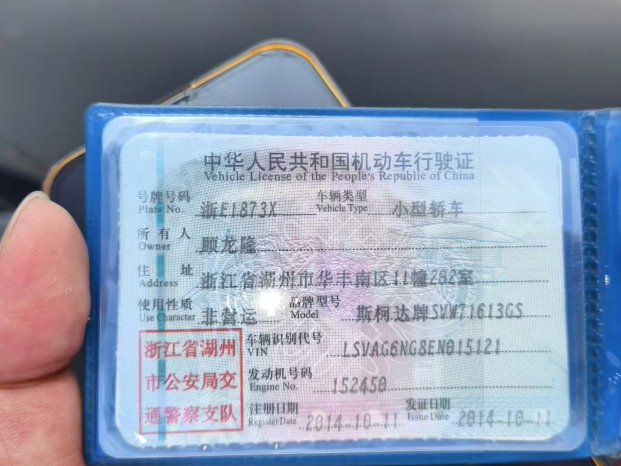 中华人民共和国机动车行驶证
Vehicle License of the People's Republic of China
号牌号码 浙E1873X 车辆类型 小型轿车
Plate No. Vehicle Type
所有人 顾龙隆
Owner
住址 浙江省湖州市华丰南区11幢282室
Address
使用性质 非营运 品牌型号 斯柯达牌SVW71613GS
Use Character Model
浙江省湖州 车辆识别代号 LSVAG6NG8EN015121
VIN
市公安局交 发动机号码 152450
Engine No.
通警察支队 注册日期 2014-10-11 发证日期 2014-10-11
Register Date Issue Date